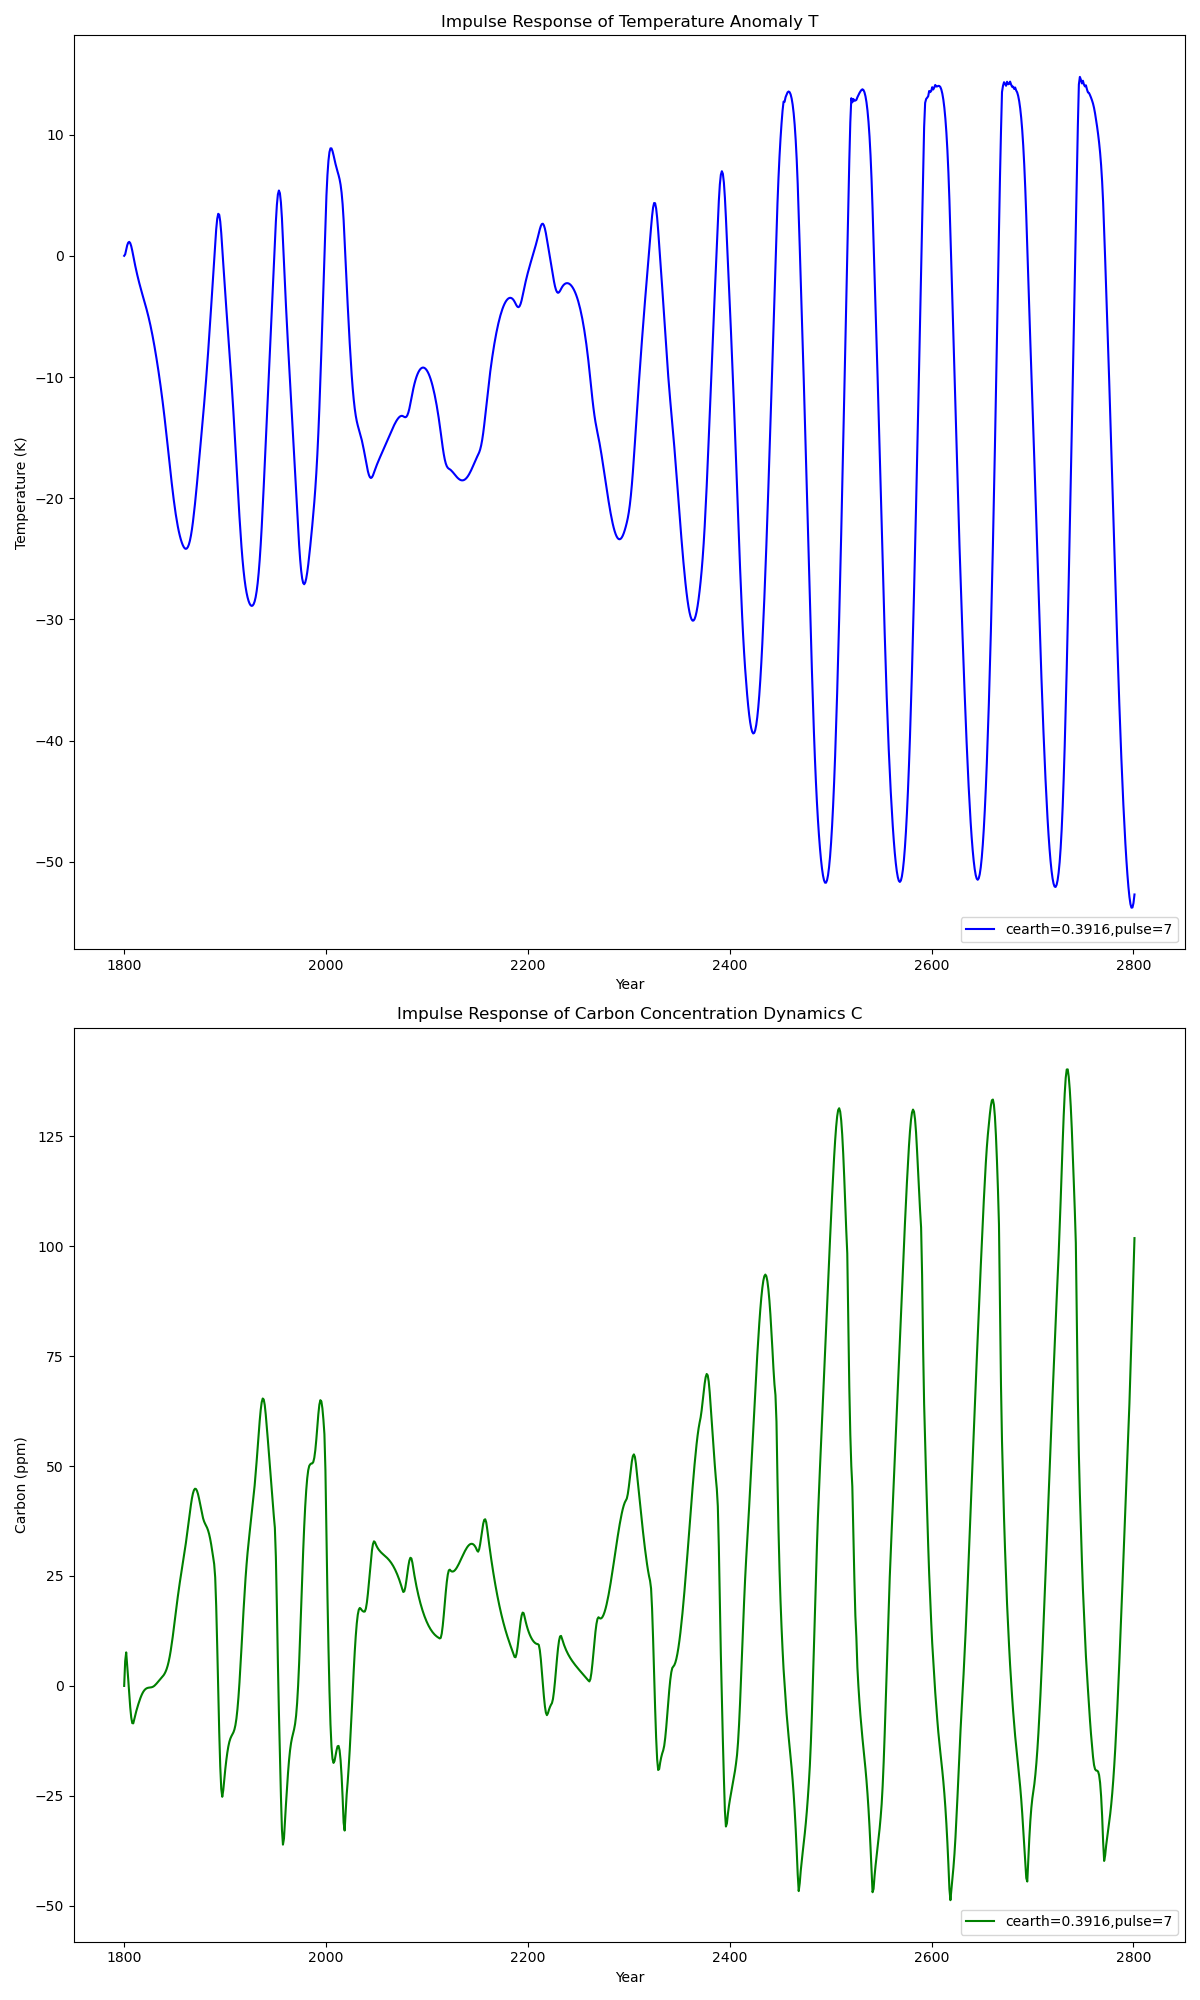 Impulse Response of Temperature Anomaly T
Temperature (K)
10
0
−10
−20
−30
−40
−50
cearth=0.3916,pulse=7
1800 2000 2200 2400 2600 2800
Year
Impulse Response of Carbon Concentration Dynamics C
Carbon (ppm)
125
100
75
50
25
0
−25
−50
cearth=0.3916,pulse=7
1800 2000 2200 2400 2600 2800
Year